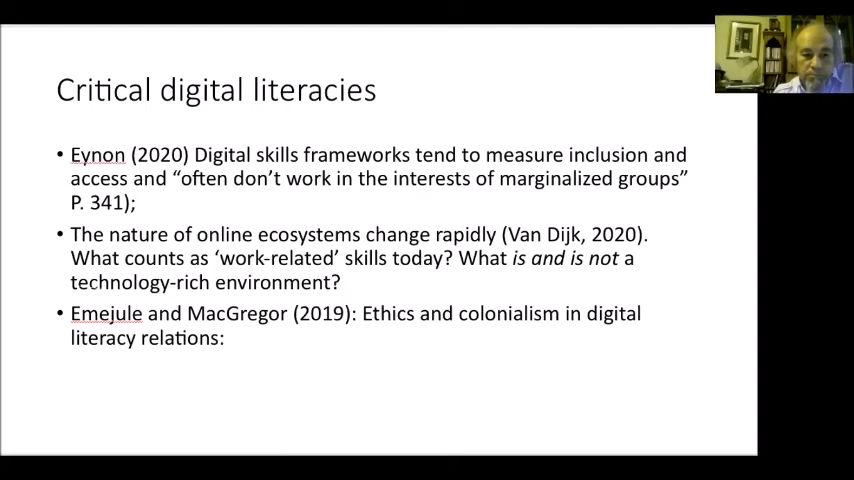 Critical digital literacies
• Eynon (2020) Digital skills frameworks tend to measure inclusion and
access and “often don’t work in the interests of marginalized groups”
P. 341);
• The nature of online ecosystems change rapidly (Van Dijk, 2020).
What counts as ‘work-related’ skills today? What is and is not a
technology-rich environment?
• Emejule and MacGregor (2019): Ethics and colonialism in digital
literacy relations: